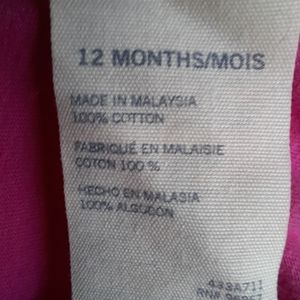 12 MONTHS/MOIS
MADE IN MALAYSIA
100% COTTON
FABRIQUÉ EN MALAISIE
COTON 100 %
HECHO EN MALASIA
100% ALGODON
433A711
RN#